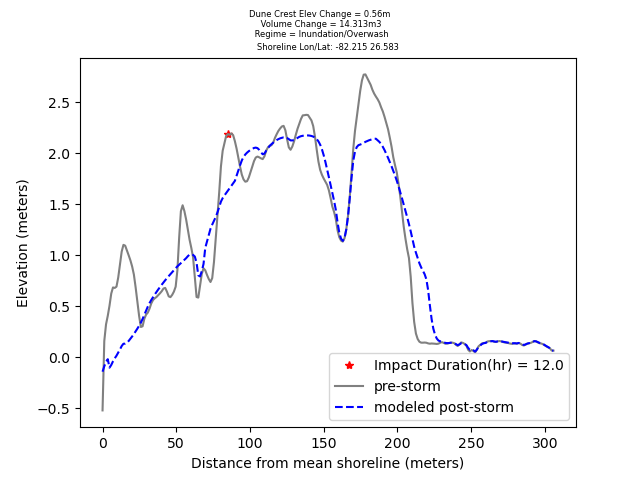 Dune Crest Elev Change = 0.56m
Volume Change = 14.313m3
Regime = Inundation/Overwash
Shoreline Lon/Lat: -82.215 26.583
2.5
2.0
1.5
1.0
0.5
0.0
−0.5
Elevation (meters)
Impact Duration(hr) = 12.0
pre-storm
modeled post-storm
0 50 100 150 200 250 300
Distance from mean shoreline (meters)